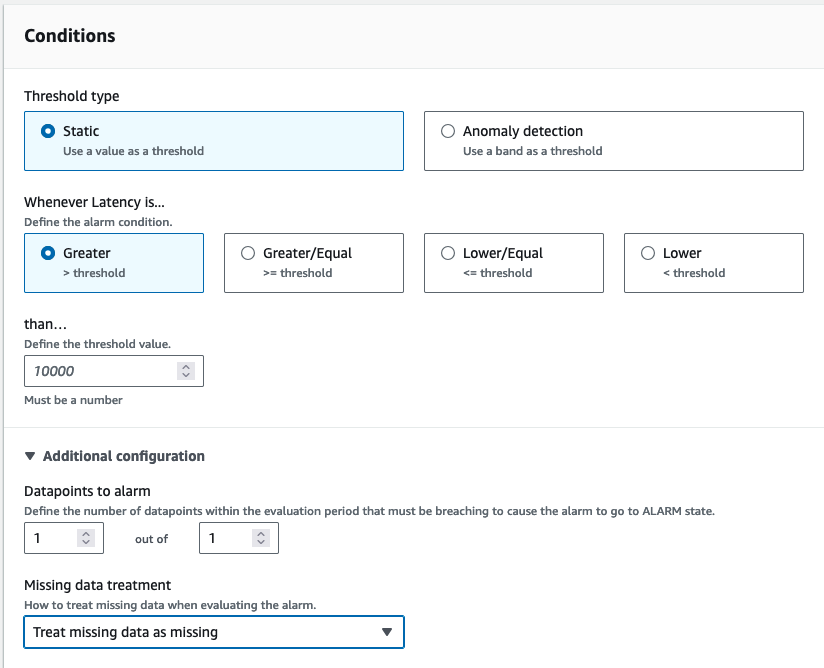 Conditions
Threshold type
Static
Use a value as a threshold
Anomaly detection
Use a band as a threshold
Whenever Latency is...
Define the alarm condition.
Greater
> threshold
Greater/Equal
>= threshold
Lower/Equal
<= threshold
Lower
< threshold
than...
Define the threshold value.
10000
Must be a number
Additional configuration
Datapoints to alarm
Define the number of datapoints within the evaluation period that must be breaching to cause the alarm to go to ALARM state.
1 out of 1
Missing data treatment
How to treat missing data when evaluating the alarm.
Treat missing data as missing